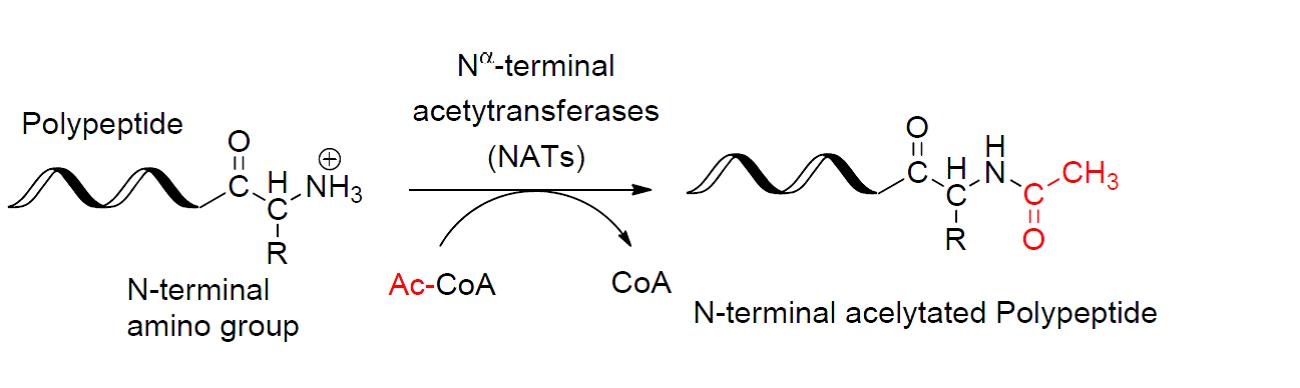 Nα-terminal
acetytransferases
(NATs)
Polypeptide
O
C
H
C
NH3
⊕
R
N-terminal
amino group
Ac-CoA
CoA
O
C
H
C
R
H
N
C
O
CH3
N-terminal acelytated Polypeptide